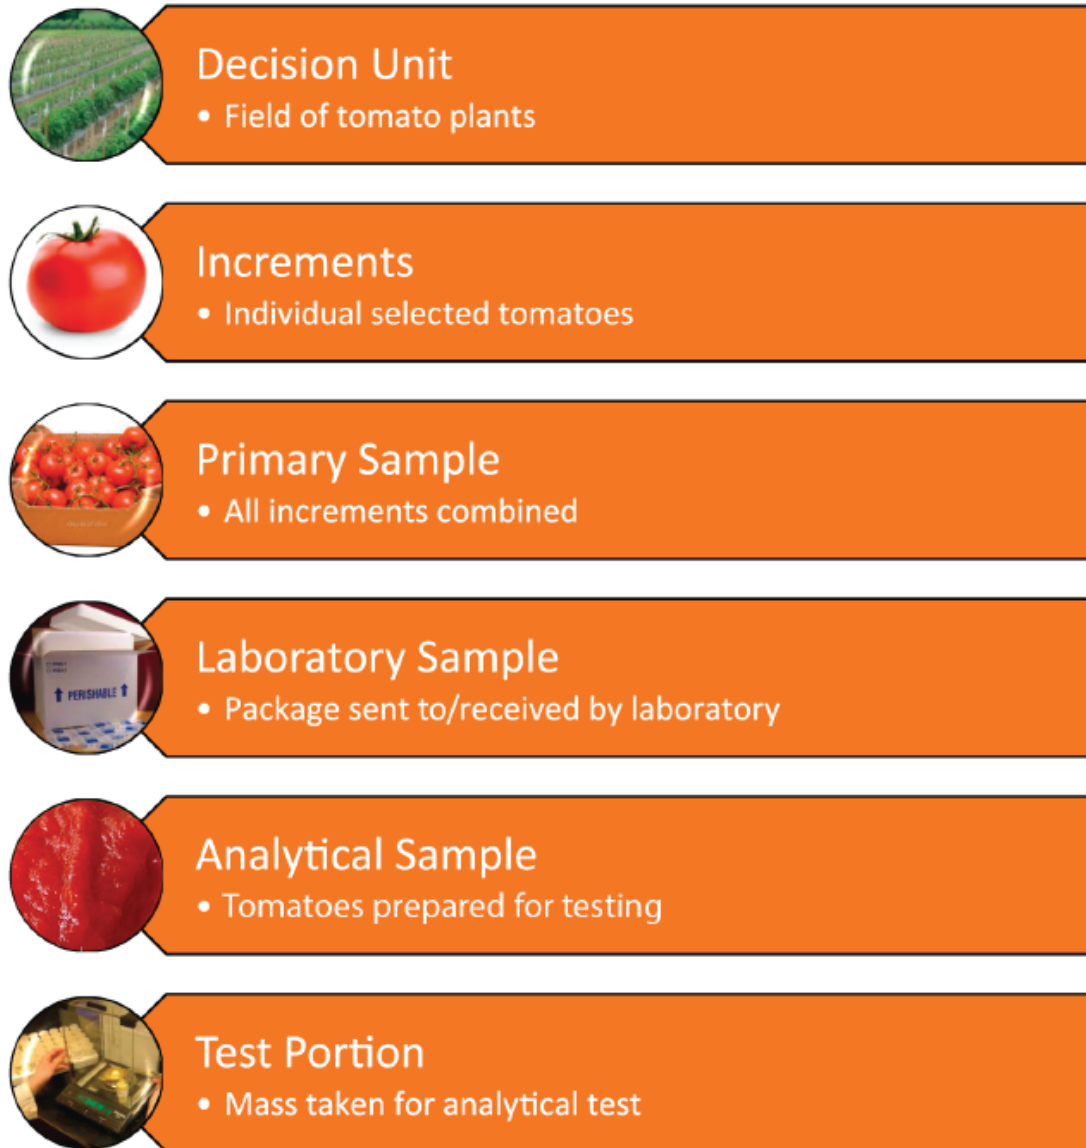 Decision Unit
• Field of tomato plants
Increments
• Individual selected tomatoes
Primary Sample
• All increments combined
Laboratory Sample
• Package sent to/received by laboratory
PERISHABLE
Analytical Sample
• Tomatoes prepared for testing
Test Portion
• Mass taken for analytical test